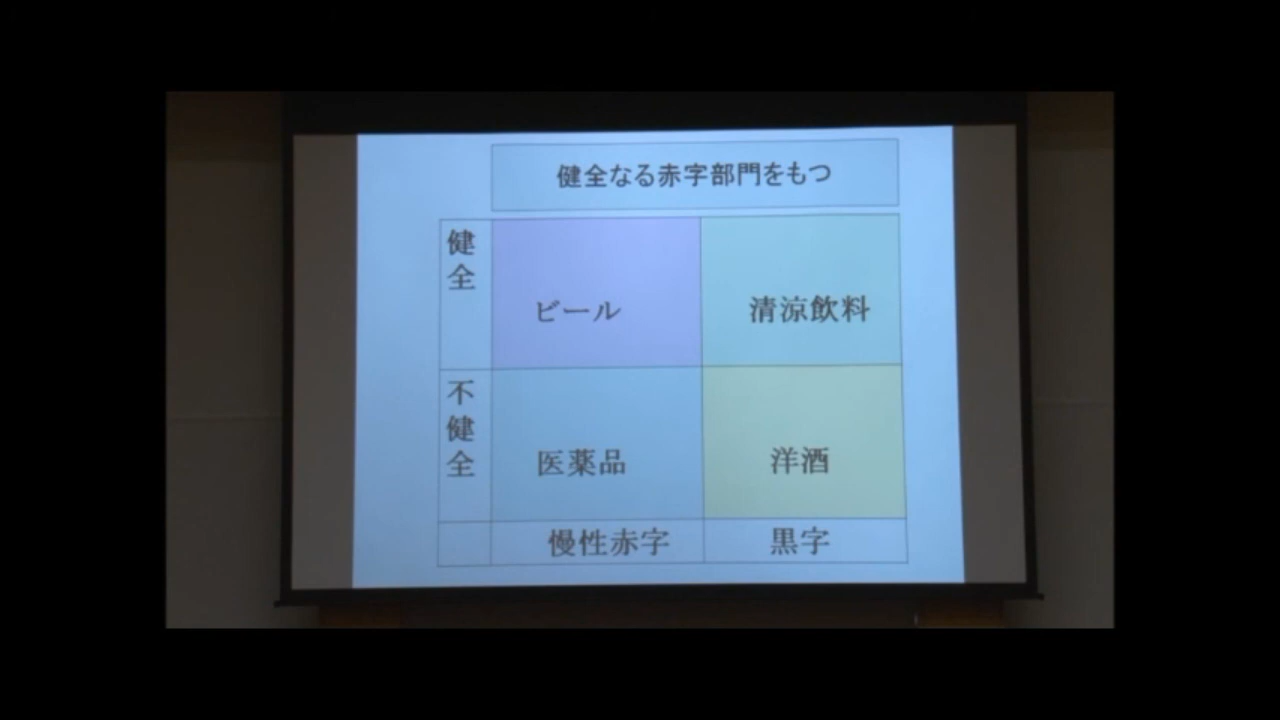 健全なる赤字部門をもつ
健全
ビール
清涼飲料
不健全
医薬品
洋酒
慢性赤字
黒字